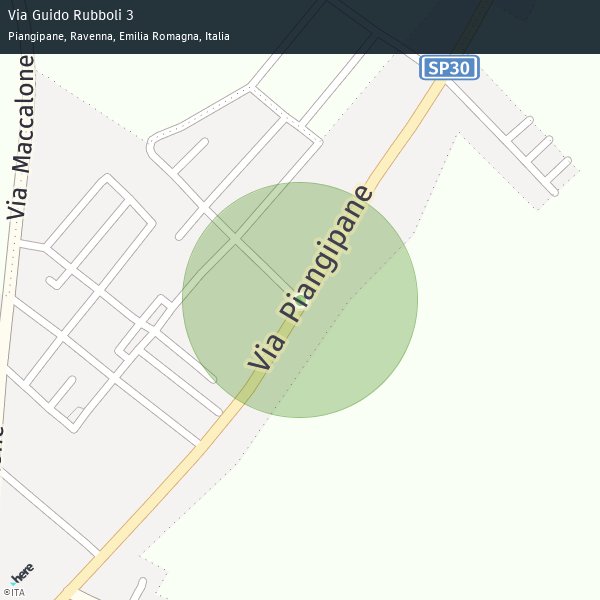 Via Guido Rubboli 3
Piangipane, Ravenna, Emilia Romagna, Italia
SP30
Via Maccalone
Via Piangipane
here
©ITA